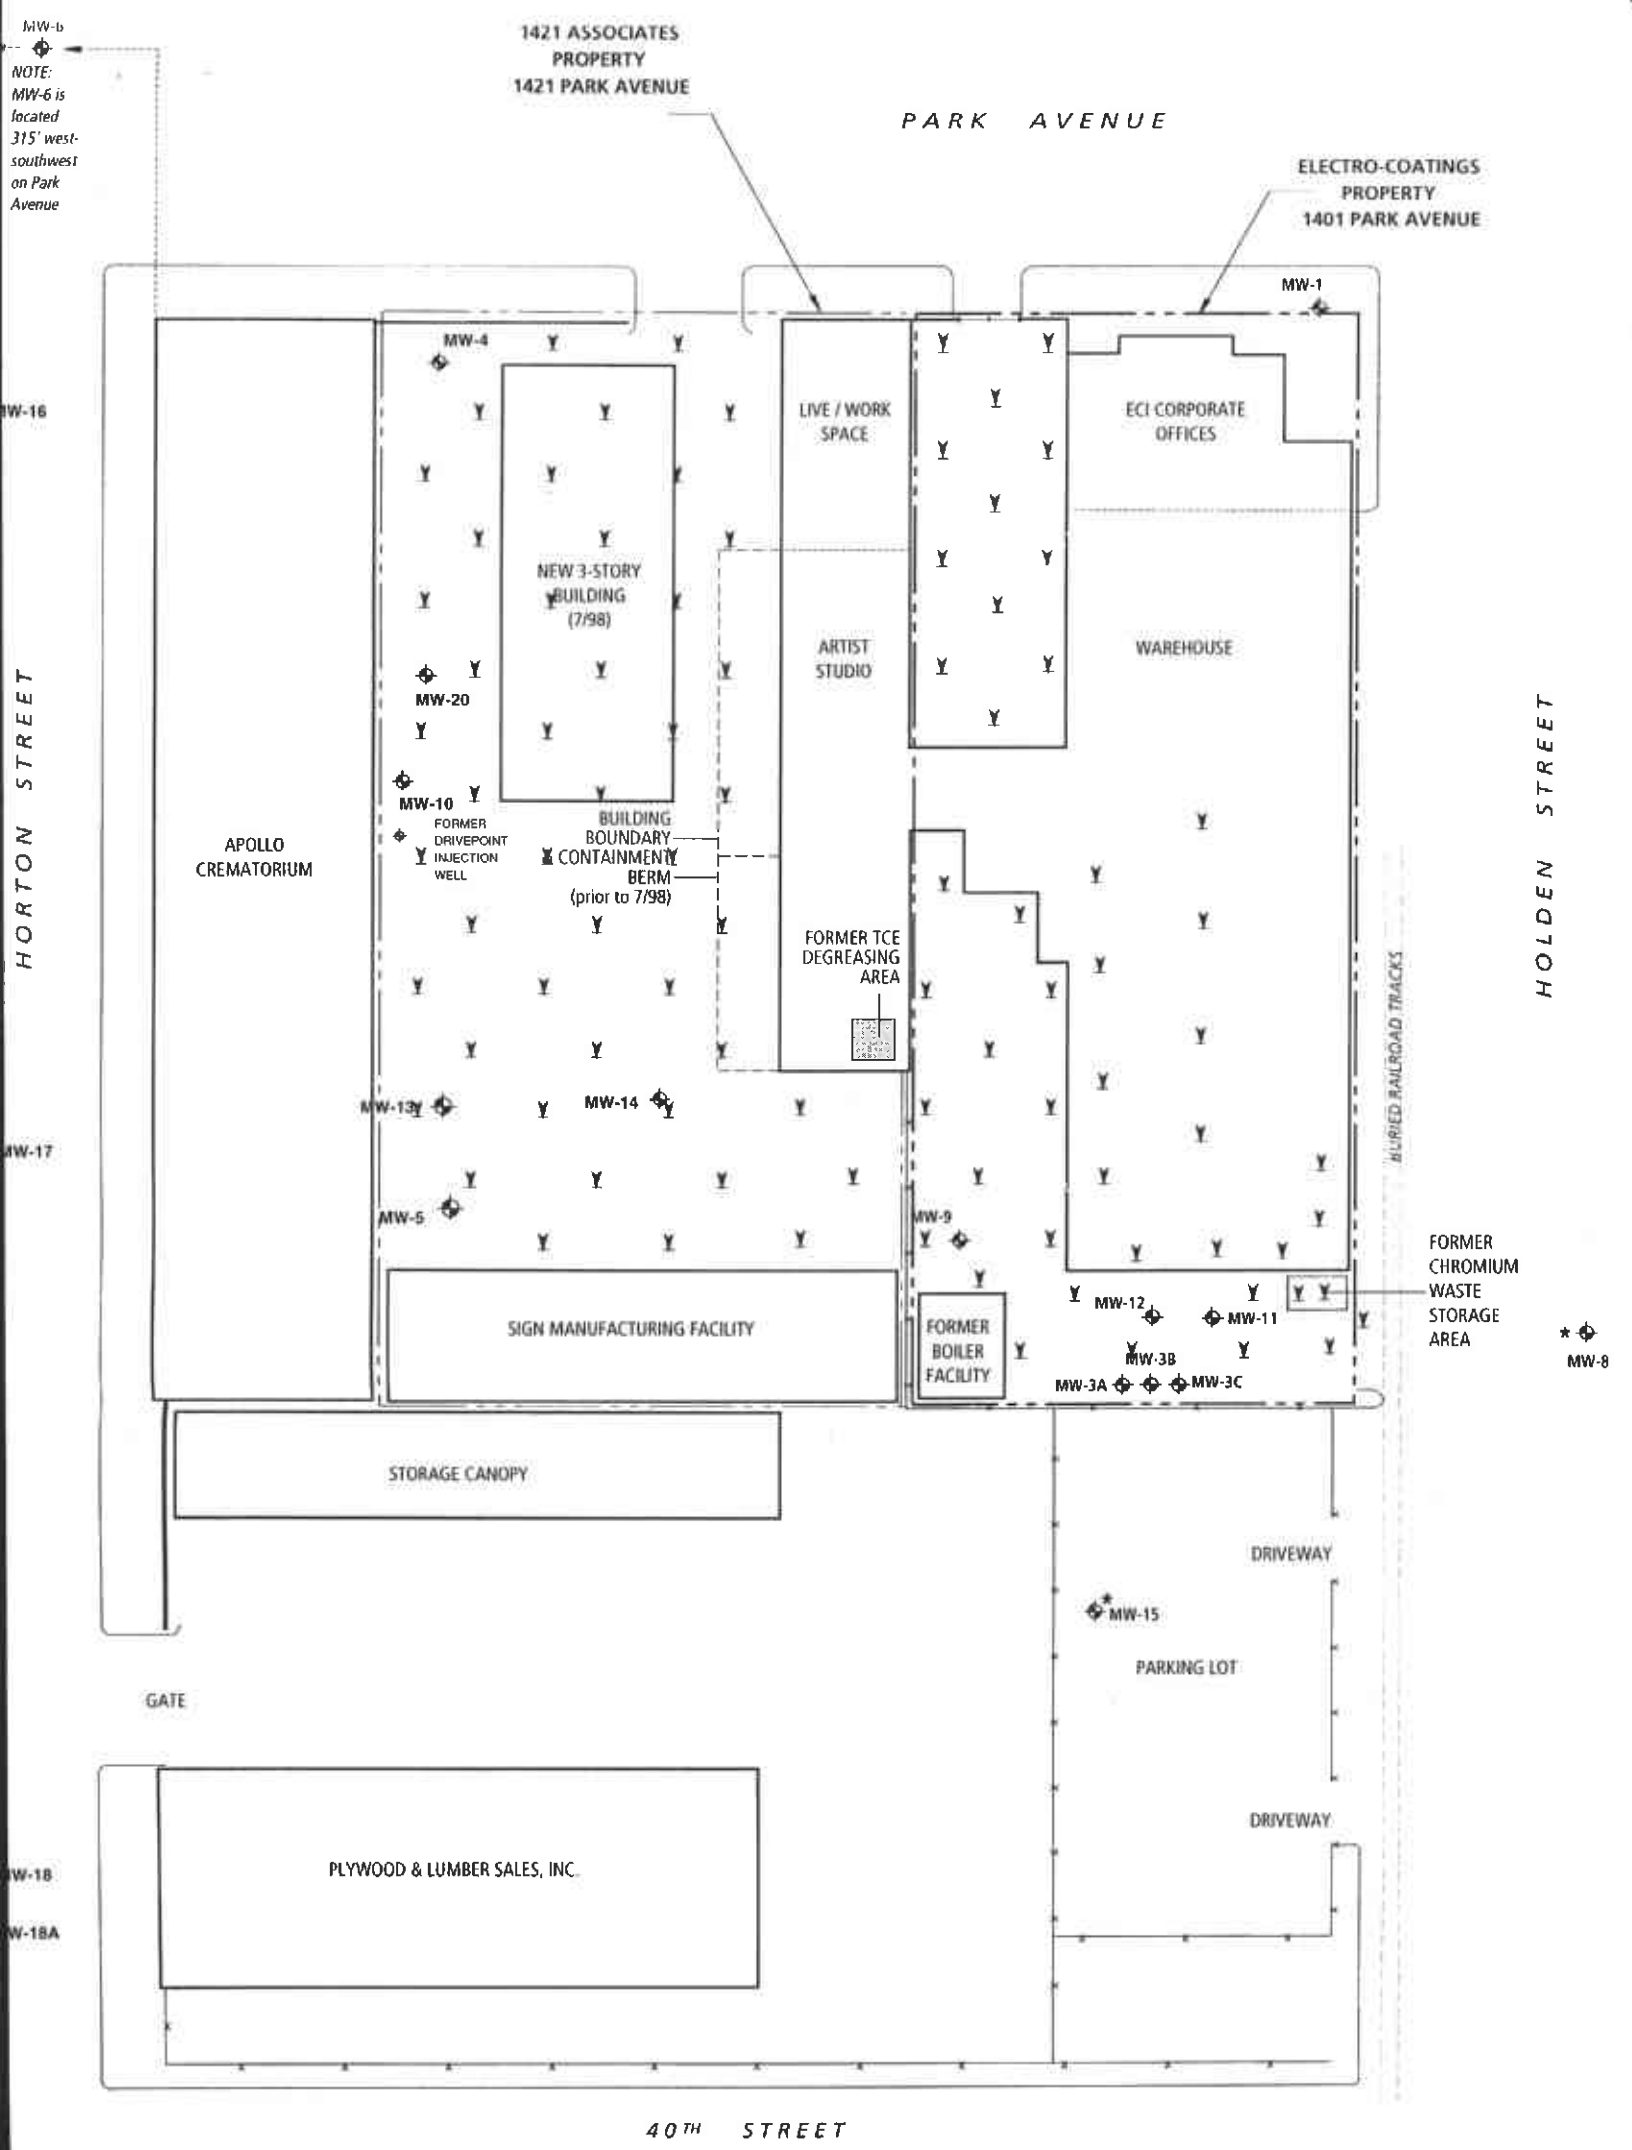 MW-6
NOTE:
MW-6 is
located
315' west-
southwest
on Park
Avenue
1421 ASSOCIATES
PROPERTY
1421 PARK AVENUE
PARK AVENUE
ELECTRO-COATINGS
PROPERTY
1401 PARK AVENUE
MW-1
MW-4
W-16
LIVE / WORK
SPACE
ECI CORPORATE
OFFICES
NEW 3-STORY
BUILDING
(7/98)
ARTIST
STUDIO
WAREHOUSE
HORTON STREET
HOLDEN STREET
MW-20
MW-10
FORMER
DRIVEPOINT
INJECTION
WELL
BUILDING
BOUNDARY
CONTAINMENT
BERM
(prior to 7/98)
APOLLO
CREMATORIUM
FORMER TCE
DEGREASING
AREA
BURIED RAILROAD TRACKS
MW-13
MW-14
MW-17
MW-5
MW-9
FORMER
CHROMIUM
WASTE
STORAGE
AREA
MW-12
MW-11
SIGN MANUFACTURING FACILITY
FORMER
BOILER
FACILITY
* MW-8
MW-3B
MW-3A
MW-3C
STORAGE CANOPY
DRIVEWAY
* MW-15
PARKING LOT
GATE
DRIVEWAY
PLYWOOD & LUMBER SALES, INC.
W-18
W-18A
40TH STREET